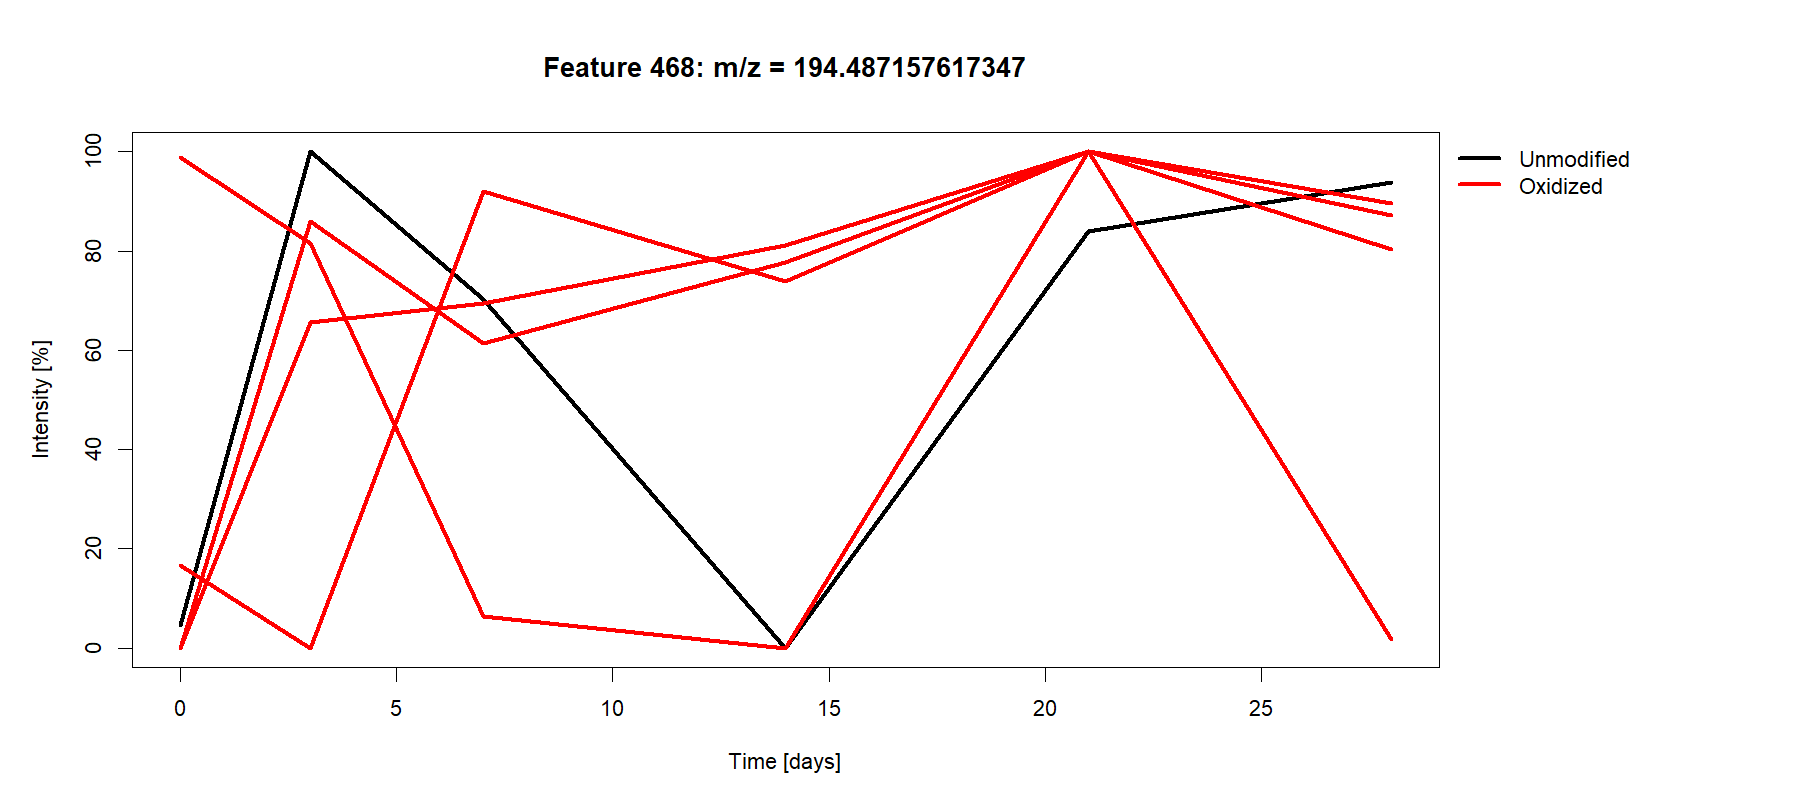 Feature 468: m/z = 194.487157617347
Unmodified
Oxidized
Intensity [%]
100
80
60
40
20
0
0 5 10 15 20 25
Time [days]